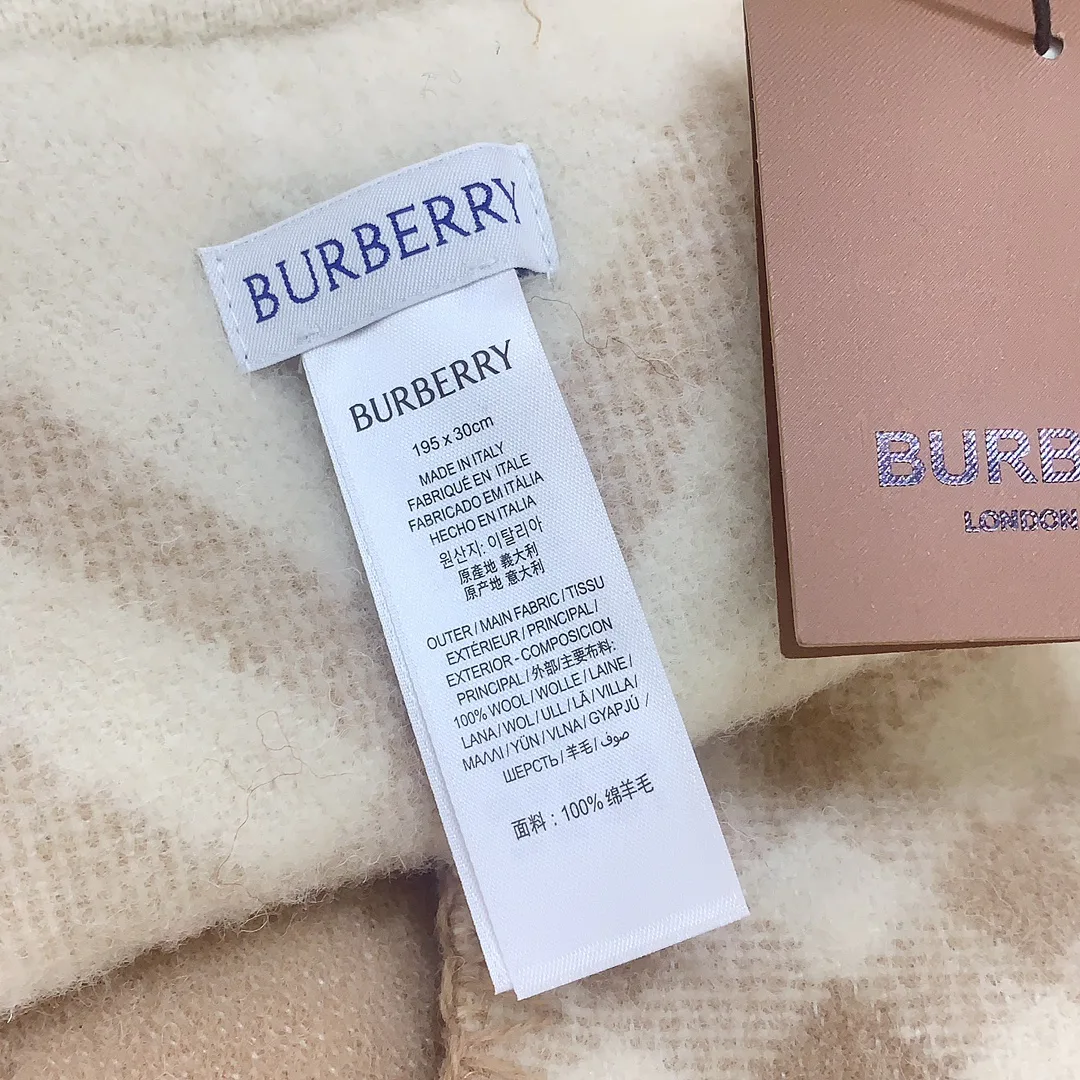 BURBERRY
BURBERRY
195 x 30cm
MADE IN ITALY
FABRIQUÉ EN ITALE
FABRICADO EM ITÁLIA
HECHO EN ITALIA
원산지: 이탈리아
原產地 義大利
原产地 意大利
OUTER / MAIN FABRIC / TISSU
EXTÉRIEUR / PRINCIPAL /
EXTERIOR - COMPOSICION
PRINCIPAL / 外部/主要布料:
100% WOOL / WOLLE / LAINE /
LANA / WOL / ULL / LÃ / VILLA /
ΜΑΛΛΙ / YÜN / VLNA / GYAPJÚ /
ШЕРСТЬ / 羊毛 / صوف
面料 : 100% 绵羊毛
BURB
LONDON